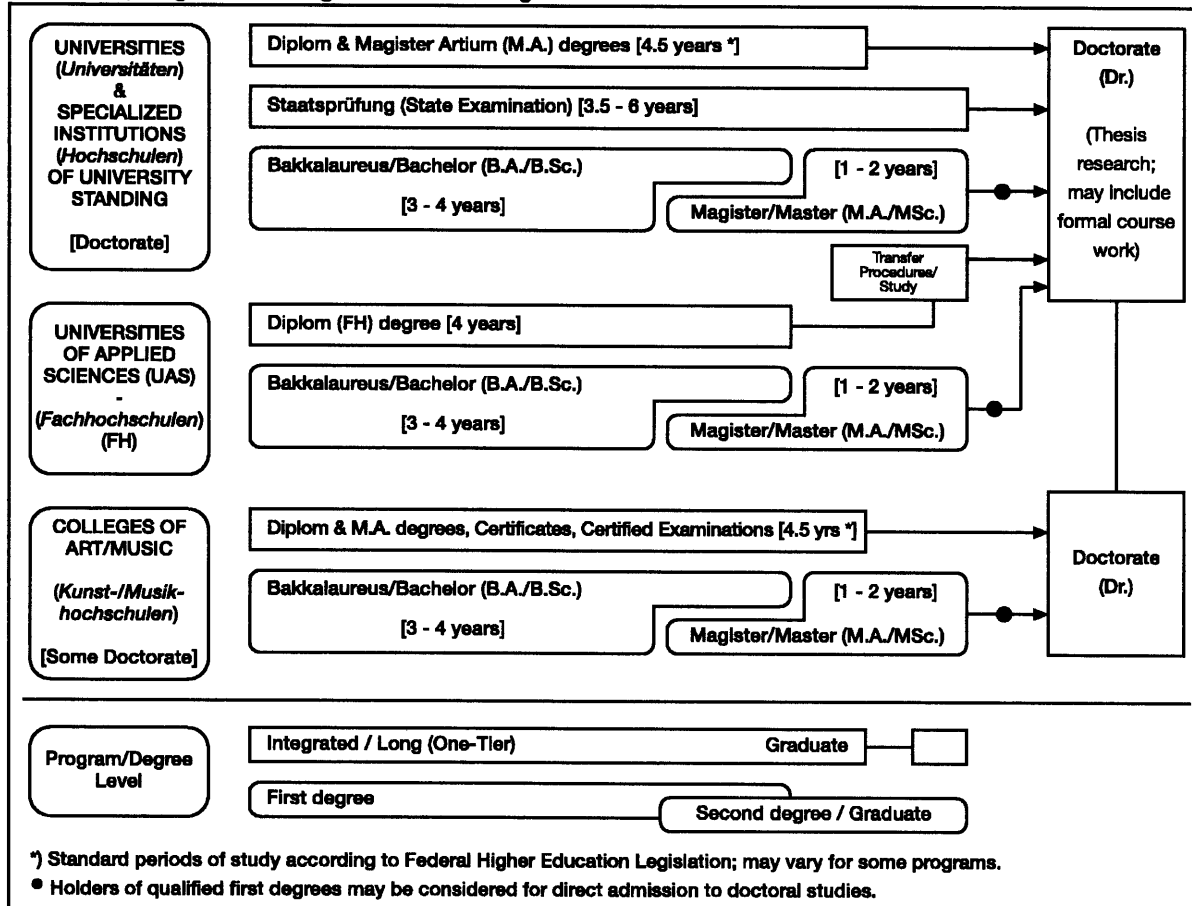 UNIVERSITIES
(Universitäten)
&
SPECIALIZED
INSTITUTIONS
(Hochschulen)
OF UNIVERSITY
STANDING
[Doctorate]
Diplom & Magister Artium (M.A.) degrees [4.5 years *]
Staatsprüfung (State Examination) [3.5 - 6 years]
Bakkalaureus/Bachelor (B.A./B.Sc.)
[3 - 4 years]
[1 - 2 years]
Magister/Master (M.A./MSc.)
Transfer
Procedures/
Study
Doctorate
(Dr.)
(Thesis
research;
may include
formal course
work)
UNIVERSITIES
OF APPLIED
SCIENCES (UAS)
-
(Fachhochschulen)
(FH)
Diplom (FH) degree [4 years]
Bakkalaureus/Bachelor (B.A./B.Sc.)
[3 - 4 years]
[1 - 2 years]
Magister/Master (M.A./MSc.)
COLLEGES OF
ART/MUSIC
(Kunst-/Musik-
hochschulen)
[Some Doctorate]
Diplom & M.A. degrees, Certificates, Certified Examinations [4.5 yrs *]
Bakkalaureus/Bachelor (B.A./B.Sc.)
[3 - 4 years]
[1 - 2 years]
Magister/Master (M.A./MSc.)
Doctorate
(Dr.)
Program/Degree
Level
Integrated / Long (One-Tier) Graduate
First degree
Second degree / Graduate
*) Standard periods of study according to Federal Higher Education Legislation; may vary for some programs.
● Holders of qualified first degrees may be considered for direct admission to doctoral studies.